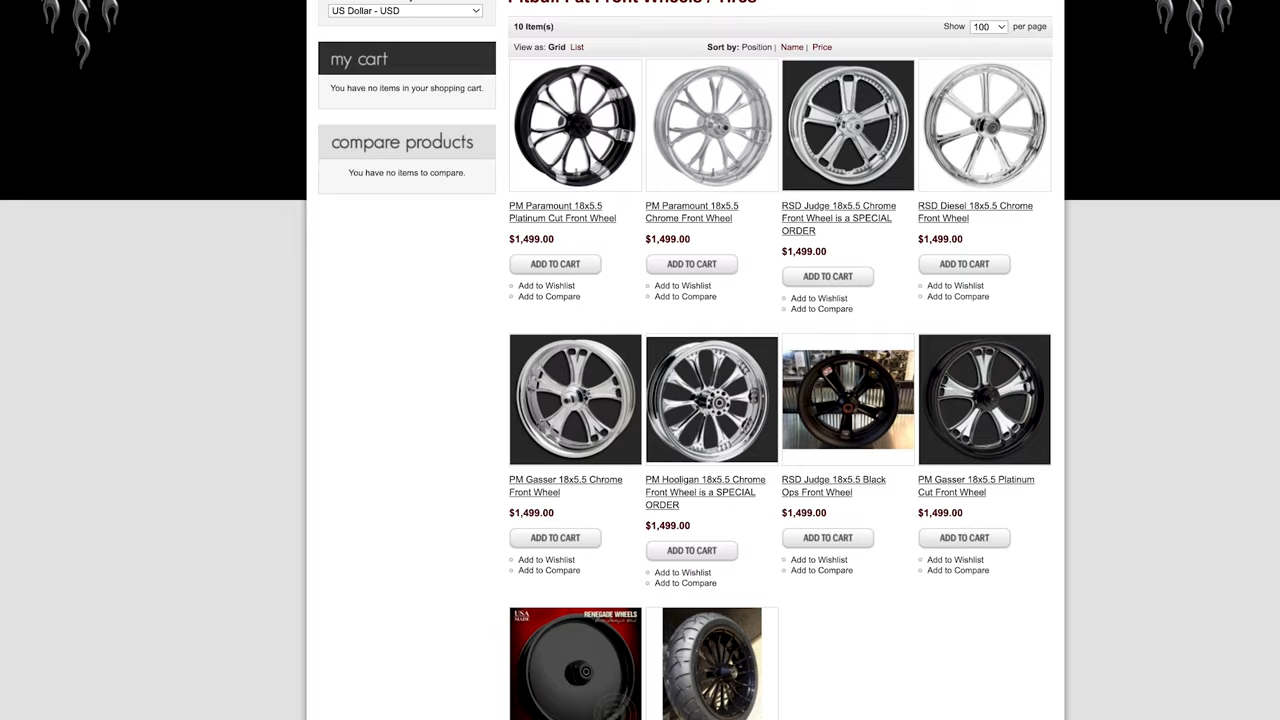 Pitbull Fat Front Wheels / Tires
US Dollar - USD
10 Item(s)
Show 100 per page
my cart
View as: Grid List
Sort by: Position | Name | Price
You have no items in your shopping cart.
compare products
You have no items to compare.
PM Paramount 18x5.5
Platinum Cut Front Wheel
$1,499.00
ADD TO CART
Add to Wishlist
Add to Compare
PM Paramount 18x5.5
Chrome Front Wheel
$1,499.00
ADD TO CART
Add to Wishlist
Add to Compare
RSD Judge 18x5.5 Chrome
Front Wheel is a SPECIAL
ORDER
$1,499.00
ADD TO CART
Add to Wishlist
Add to Compare
RSD Diesel 18x5.5 Chrome
Front Wheel
$1,499.00
ADD TO CART
Add to Wishlist
Add to Compare
PM Gasser 18x5.5 Chrome
Front Wheel
$1,499.00
ADD TO CART
Add to Wishlist
Add to Compare
PM Hooligan 18x5.5 Chrome
Front Wheel is a SPECIAL
ORDER
$1,499.00
ADD TO CART
Add to Wishlist
Add to Compare
RSD Judge 18x5.5 Black
Ops Front Wheel
$1,499.00
ADD TO CART
Add to Wishlist
Add to Compare
PM Gasser 18x5.5 Platinum
Cut Front Wheel
$1,499.00
ADD TO CART
Add to Wishlist
Add to Compare
USA
MADE
RENEGADE WHEELS